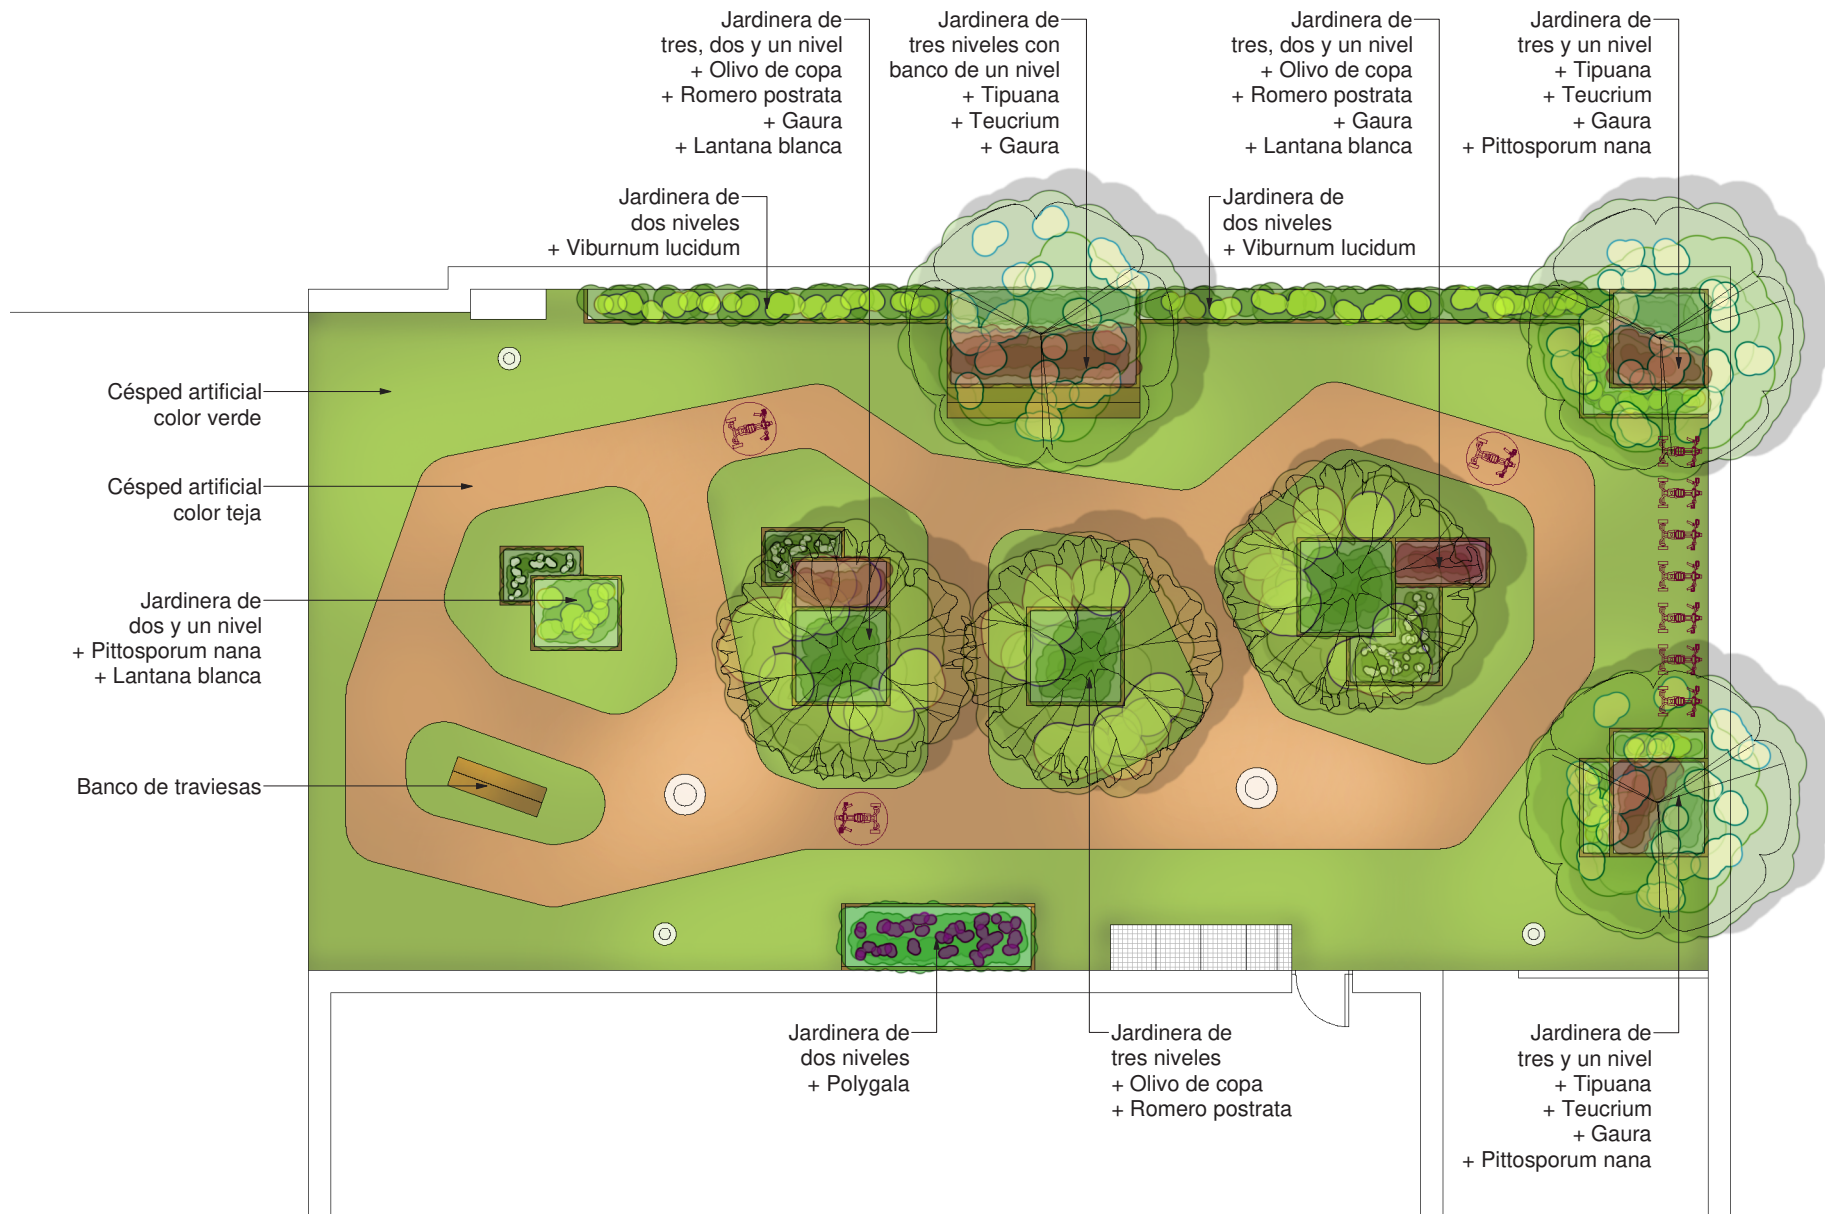 Jardinera de
tres, dos y un nivel
+ Olivo de copa
+ Romero postrata
+ Gaura
+ Lantana blanca
Jardinera de
tres niveles con
banco de un nivel
+ Tipuana
+ Teucrium
+ Gaura
Jardinera de
tres, dos y un nivel
+ Olivo de copa
+ Romero postrata
+ Gaura
+ Lantana blanca
Jardinera de
tres y un nivel
+ Tipuana
+ Teucrium
+ Gaura
+ Pittosporum nana
Jardinera de
dos niveles
+ Viburnum lucidum
Jardinera de
dos niveles
+ Viburnum lucidum
Césped artificial
color verde
Césped artificial
color teja
Jardinera de
dos y un nivel
+ Pittosporum nana
+ Lantana blanca
Banco de traviesas
Jardinera de
dos niveles
+ Polygala
Jardinera de
tres niveles
+ Olivo de copa
+ Romero postrata
Jardinera de
tres y un nivel
+ Tipuana
+ Teucrium
+ Gaura
+ Pittosporum nana